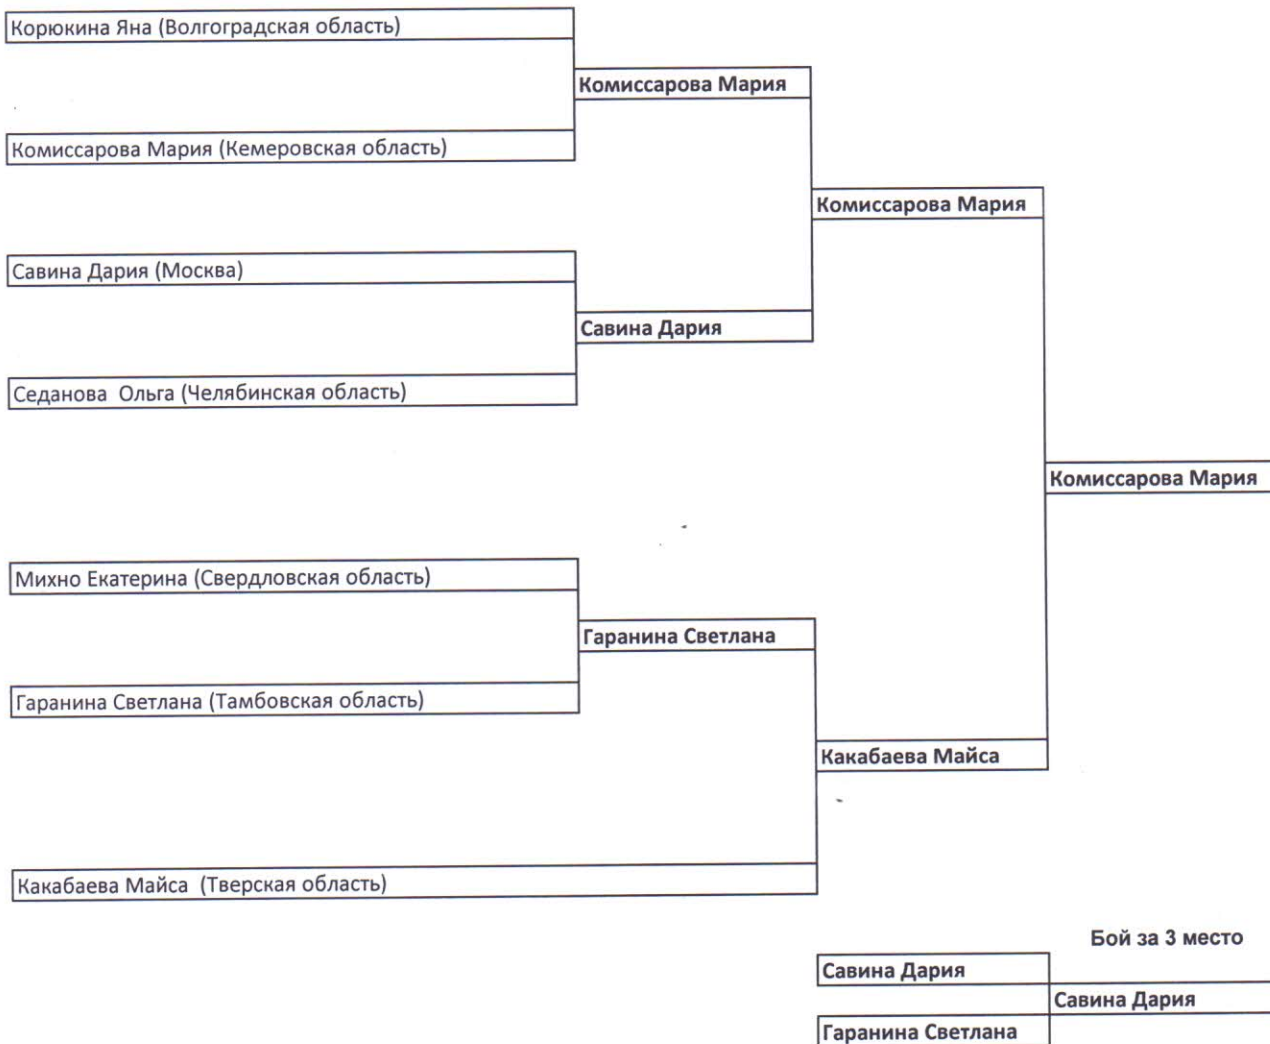 Корюкина Яна (Волгоградская область)
Комиссарова Мария
Комиссарова Мария (Кемеровская область)
Комиссарова Мария
Савина Дария (Москва)
Савина Дария
Седанова Ольга (Челябинская область)
Комиссарова Мария
Михно Екатерина (Свердловская область)
Гаранина Светлана
Гаранина Светлана (Тамбовская область)
Какабаева Майса
Какабаева Майса (Тверская область)
Бой за 3 место
Савина Дария
Савина Дария
Гаранина Светлана